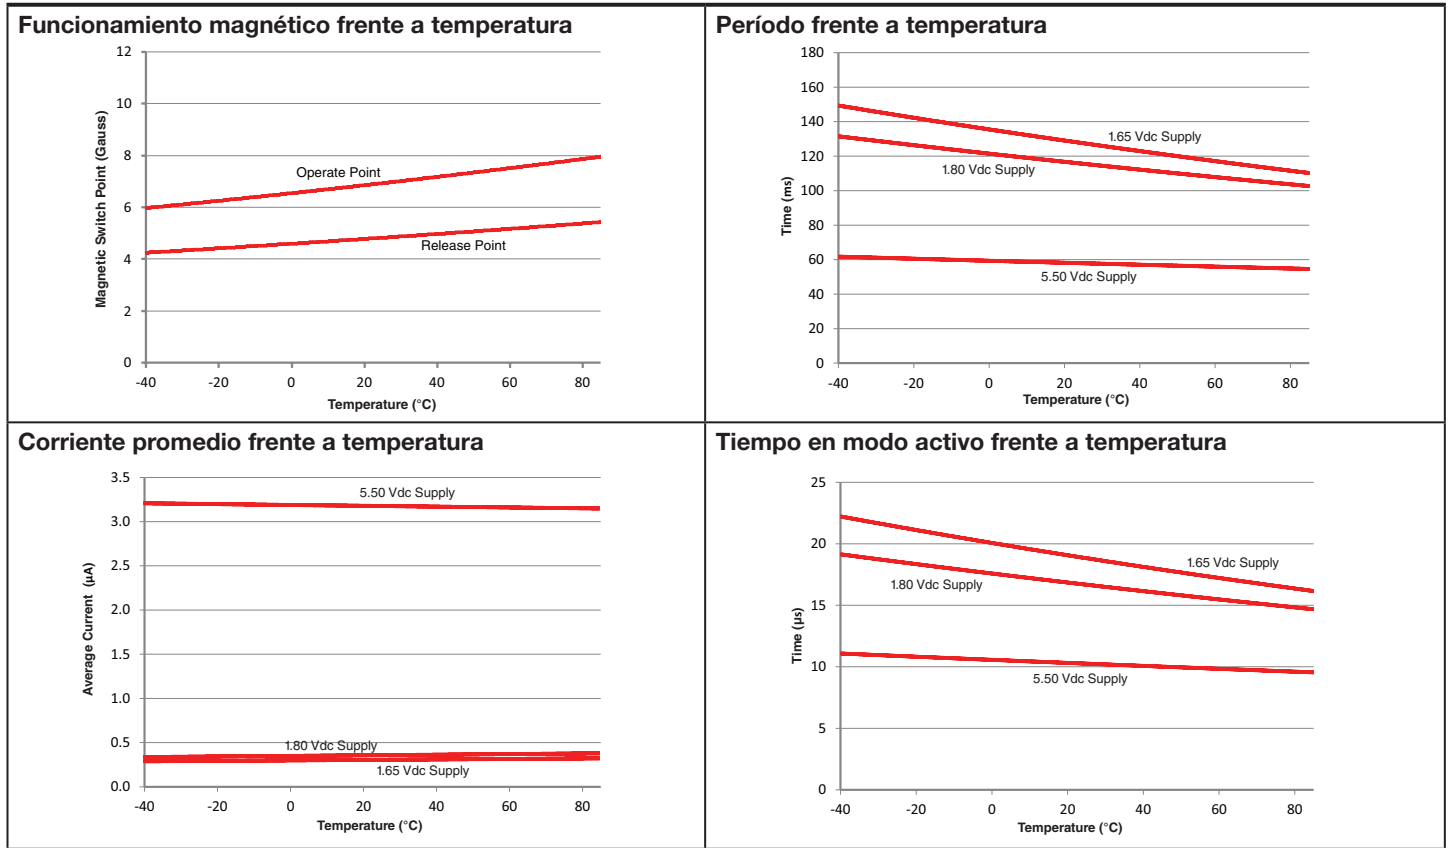 Funcionamiento magnético frente a temperatura
12
10
8
6
4
2
0
Magnetic Switch Point (Gauss)
Operate Point
Release Point
-40 -20 0 20 40 60 80
Temperature (°C)
Período frente a temperatura
180
160
140
120
100
80
60
40
20
0
Time (ms)
1.65 Vdc Supply
1.80 Vdc Supply
5.50 Vdc Supply
-40 -20 0 20 40 60 80
Temperature (°C)
Corriente promedio frente a temperatura
3.5
3.0
2.5
2.0
1.5
1.0
0.5
0.0
Average Current (µA)
5.50 Vdc Supply
1.80 Vdc Supply
1.65 Vdc Supply
-40 -20 0 20 40 60 80
Temperature (°C)
Tiempo en modo activo frente a temperatura
25
20
15
10
5
0
Time (µs)
1.65 Vdc Supply
1.80 Vdc Supply
5.50 Vdc Supply
-40 -20 0 20 40 60 80
Temperature (°C)